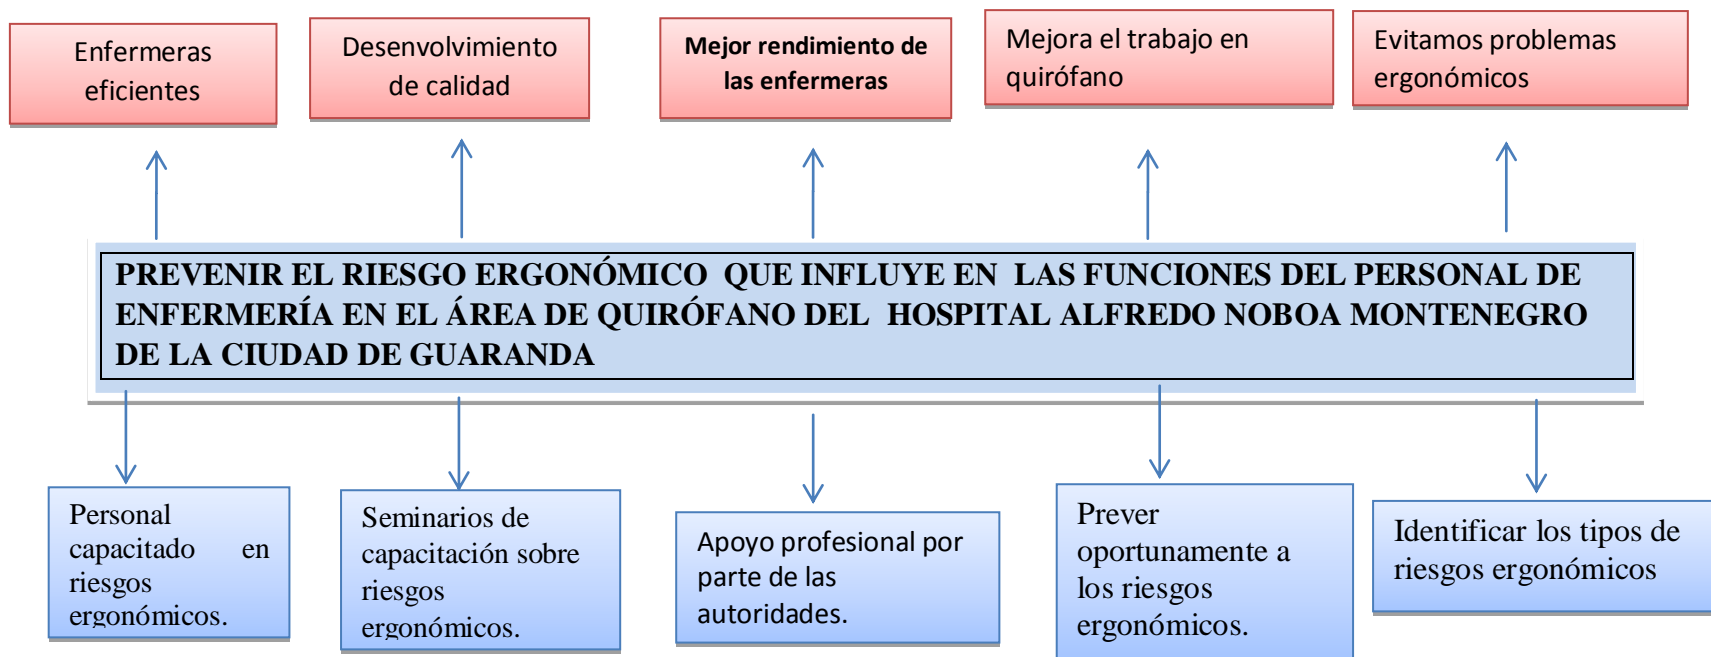 Enfermeras
eficientes
Desenvolvimiento
de calidad
Mejor rendimiento de
las enfermeras
Mejora el trabajo en
quirófano
Evitamos problemas
ergonómicos
PREVENIR EL RIESGO ERGONÓMICO QUE INFLUYE EN LAS FUNCIONES DEL PERSONAL DE
ENFERMERÍA EN EL ÁREA DE QUIRÓFANO DEL HOSPITAL ALFREDO NOBOA MONTENEGRO
DE LA CIUDAD DE GUARANDA
Personal
capacitado en
riesgos
ergonómicos.
Seminarios de
capacitación sobre
riesgos
ergonómicos.
Apoyo profesional por
parte de las
autoridades.
Prever
oportunamente a
los riesgos
ergonómicos.
Identificar los tipos de
riesgos ergonómicos